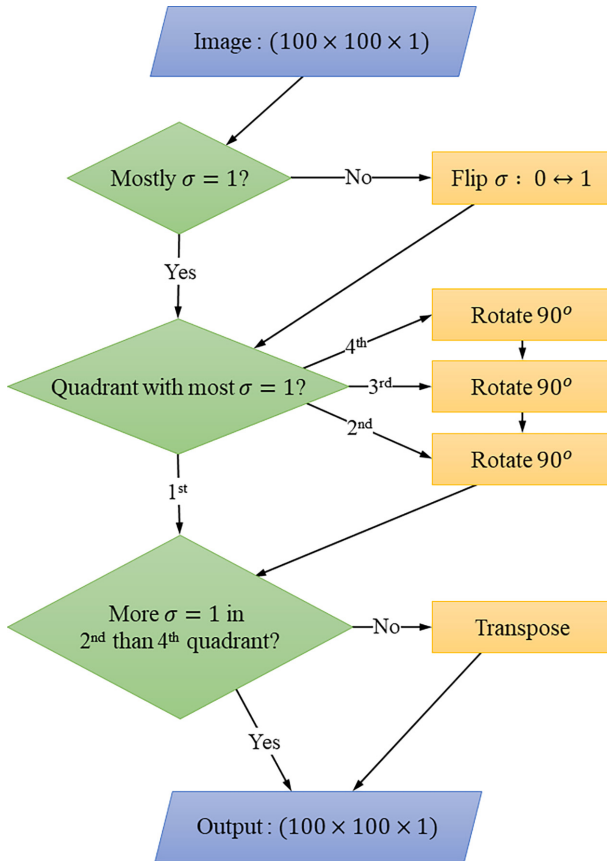 Image : (100 × 100 × 1)
Mostly σ = 1?
No
Flip σ : 0 ↔ 1
Yes
Quadrant with most σ = 1?
4th
Rotate 90°
3rd
Rotate 90°
2nd
Rotate 90°
1st
More σ = 1 in
2nd than 4th quadrant?
No
Transpose
Yes
Output : (100 × 100 × 1)